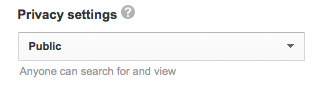 Privacy settings ?
Public
Anyone can search for and view